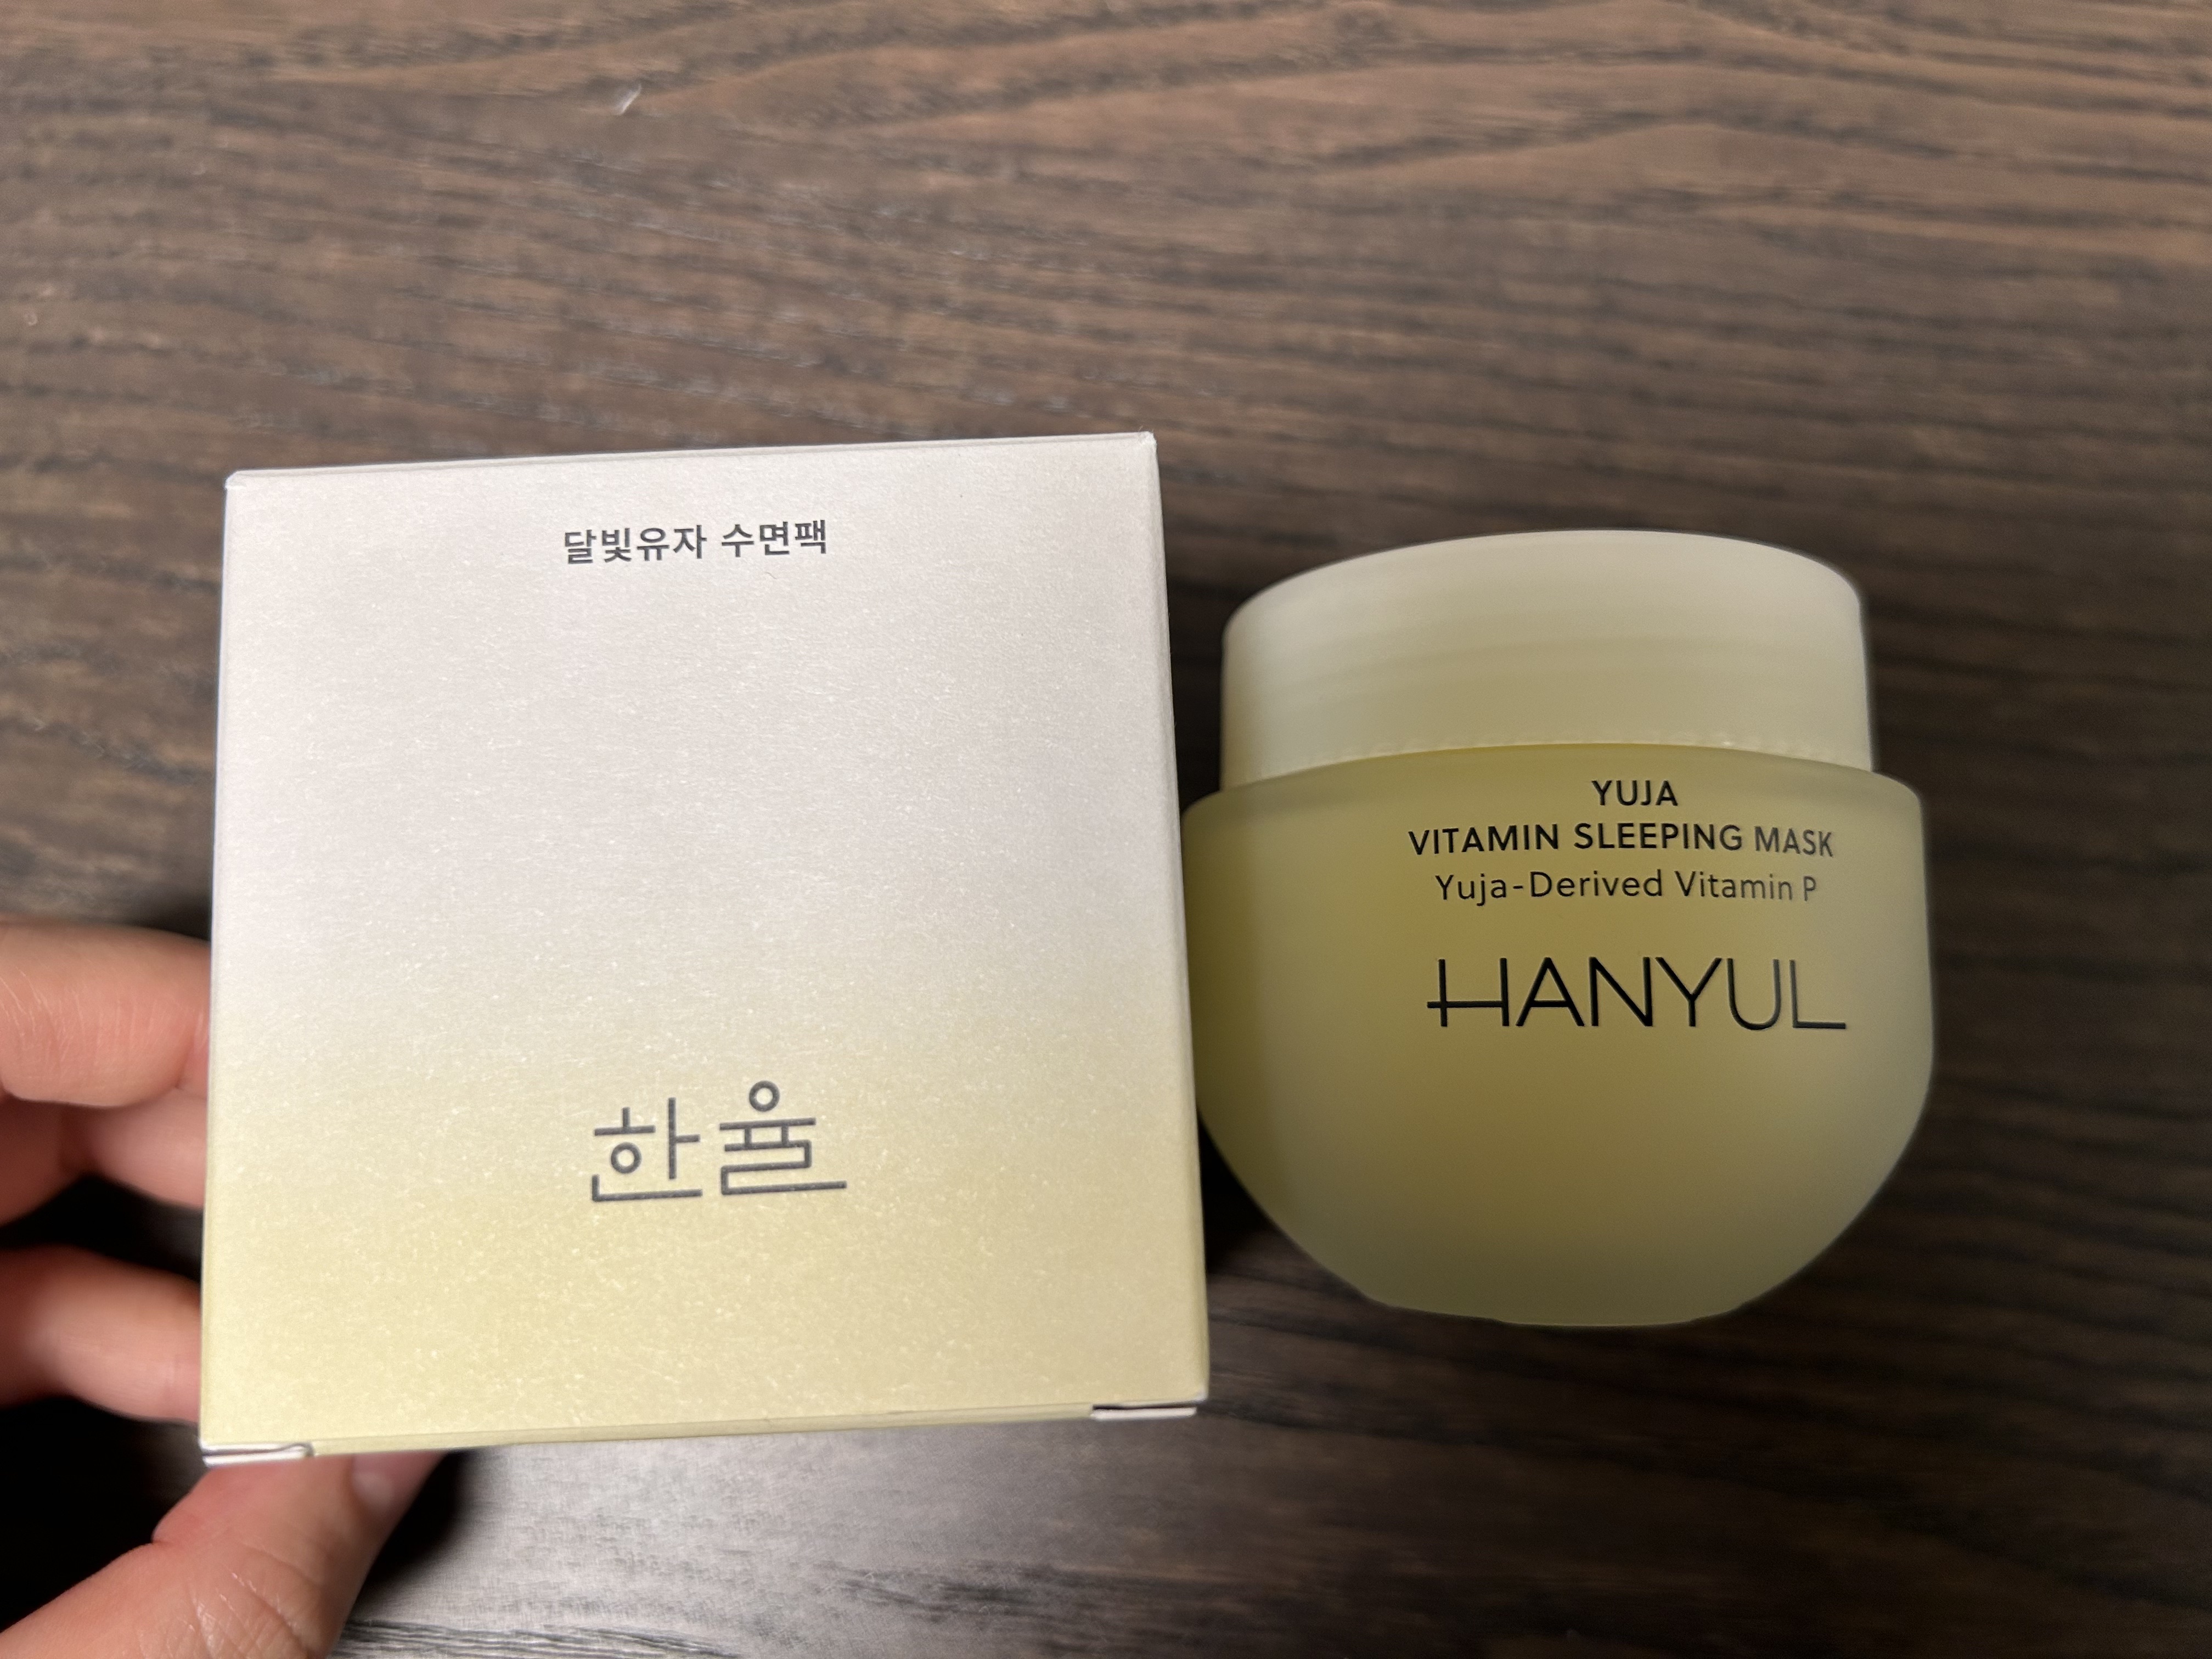 달빛유자 수면팩
한율
YUJA
VITAMIN SLEEPING MASK
Yuja-Derived Vitamin P
HANYUL